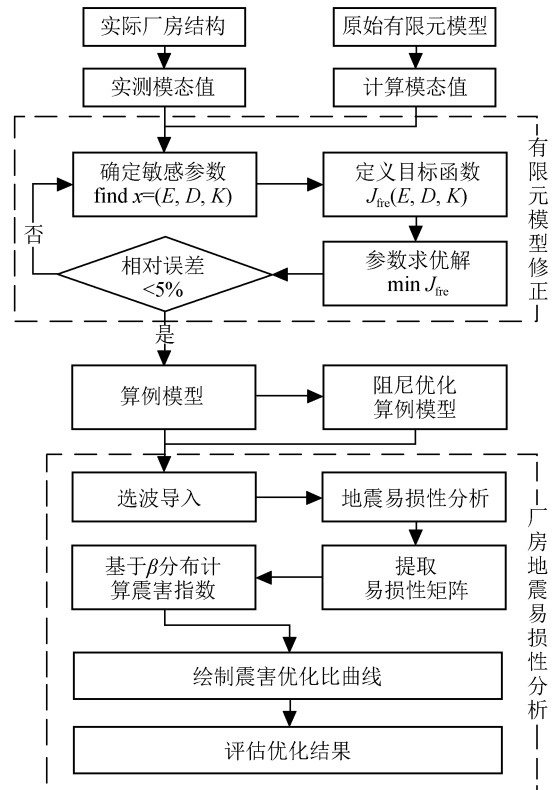 实际厂房结构
原始有限元模型
实测模态值
计算模态值
确定敏感参数
find x=(E, D, K)
定义目标函数
Jfre(E, D, K)
有限元模型修正
否
相对误差
<5%
参数求优解
min Jfre
是
算例模型
阻尼优化
算例模型
选波导入
地震易损性分析
基于β分布计
算震害指数
提取
易损性矩阵
厂房地震易损性分析
绘制震害优化比曲线
评估优化结果